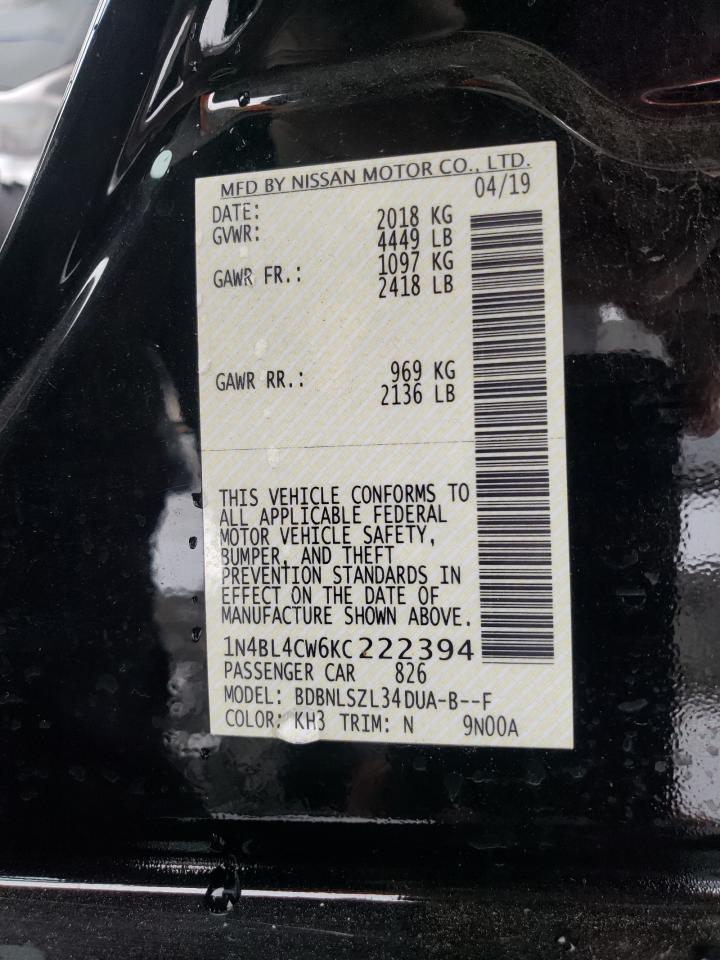 MFD BY NISSAN MOTOR CO., LTD.
DATE: 04/19
GVWR: 2018 KG
4449 LB
GAWR FR.: 1097 KG
2418 LB
GAWR RR.: 969 KG
2136 LB
THIS VEHICLE CONFORMS TO
ALL APPLICABLE FEDERAL
MOTOR VEHICLE SAFETY,
BUMPER, AND THEFT
PREVENTION STANDARDS IN
EFFECT ON THE DATE OF
MANUFACTURE SHOWN ABOVE.
1N4BL4CW6KC222394
PASSENGER CAR 826
MODEL: BDBNLSZL34DUA-B--F
COLOR: KH3 TRIM: N 9N00A